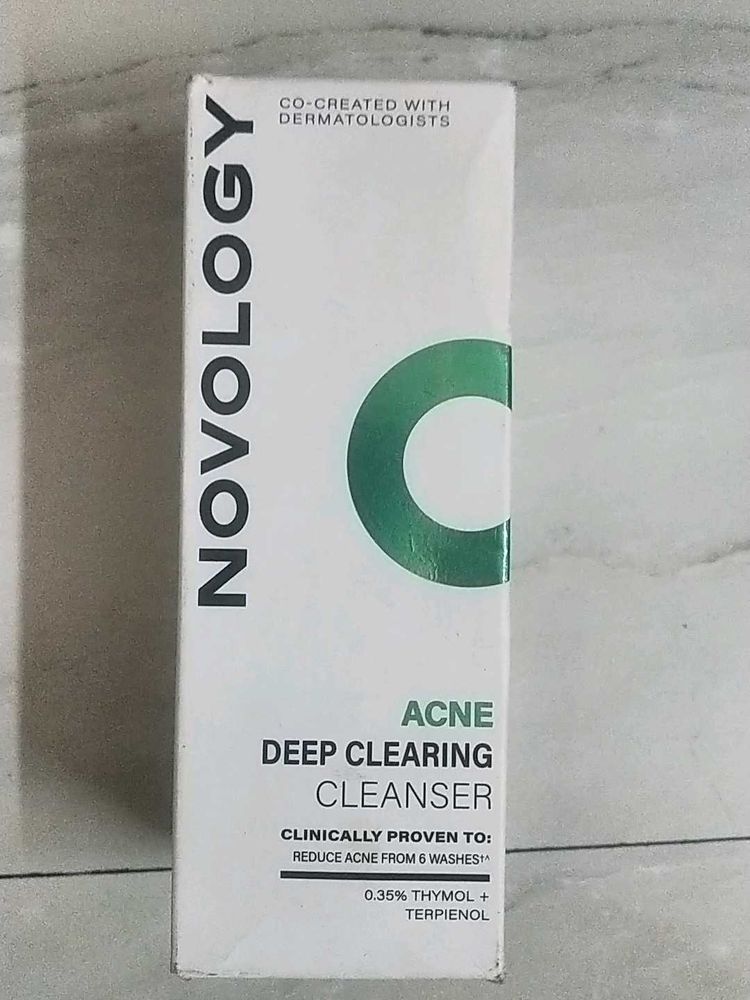 NOVOLOGY
CO-CREATED WITH
DERMATOLOGISTS
ACNE
DEEP CLEARING
CLEANSER
CLINICALLY PROVEN TO:
REDUCE ACNE FROM 6 WASHES†^
0.35% THYMOL +
TERPIENOL